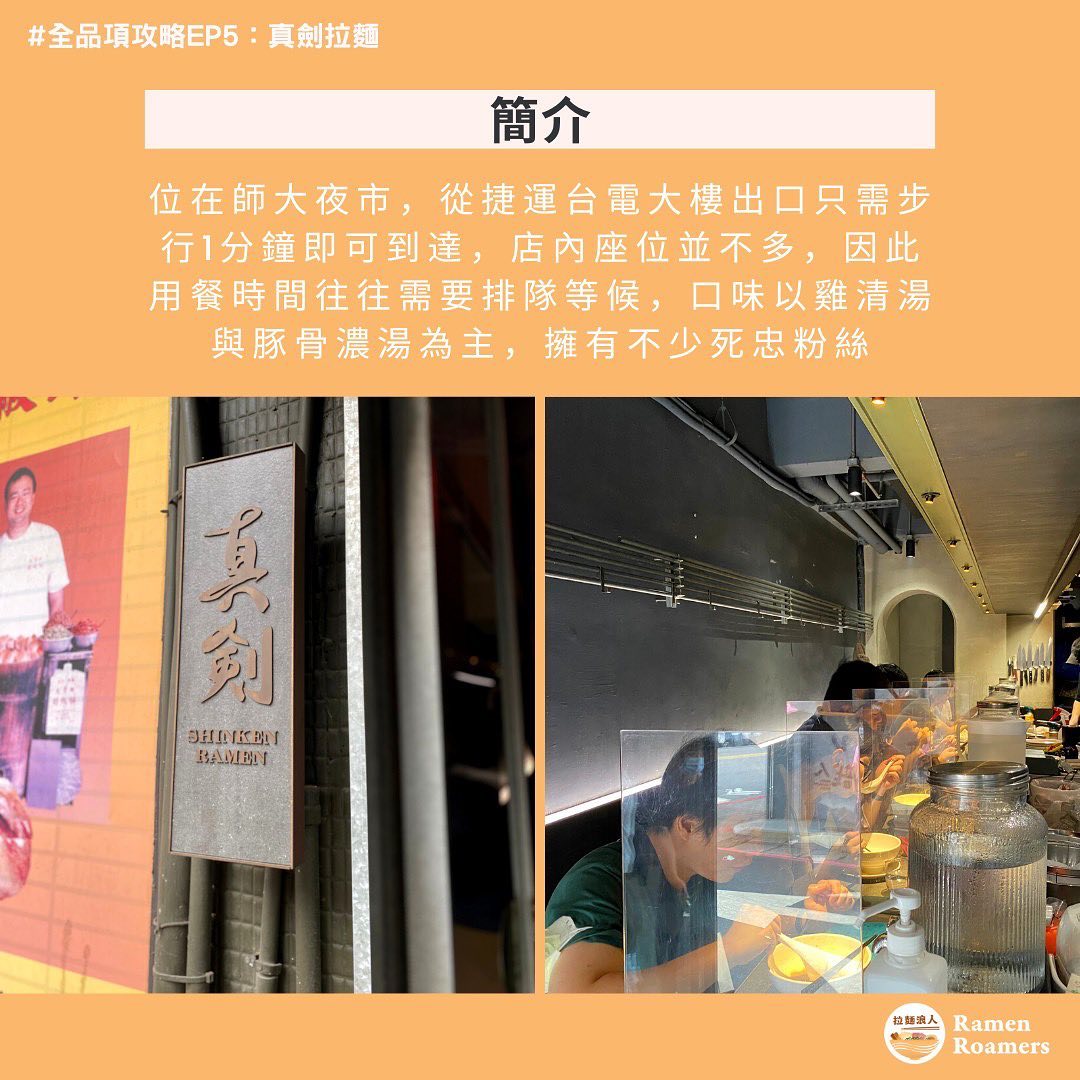 #全品項攻略EP5：真劍拉麵
簡介
位在師大夜市，從捷運台電大樓出口只需步
行1分鐘即可到達，店內座位並不多，因此
用餐時間往往需要排隊等候，口味以雞清湯
與豚骨濃湯為主，擁有不少死忠粉絲
真劍
SHINKEN
RAMEN
拉麵浪人
Ramen
Roamers